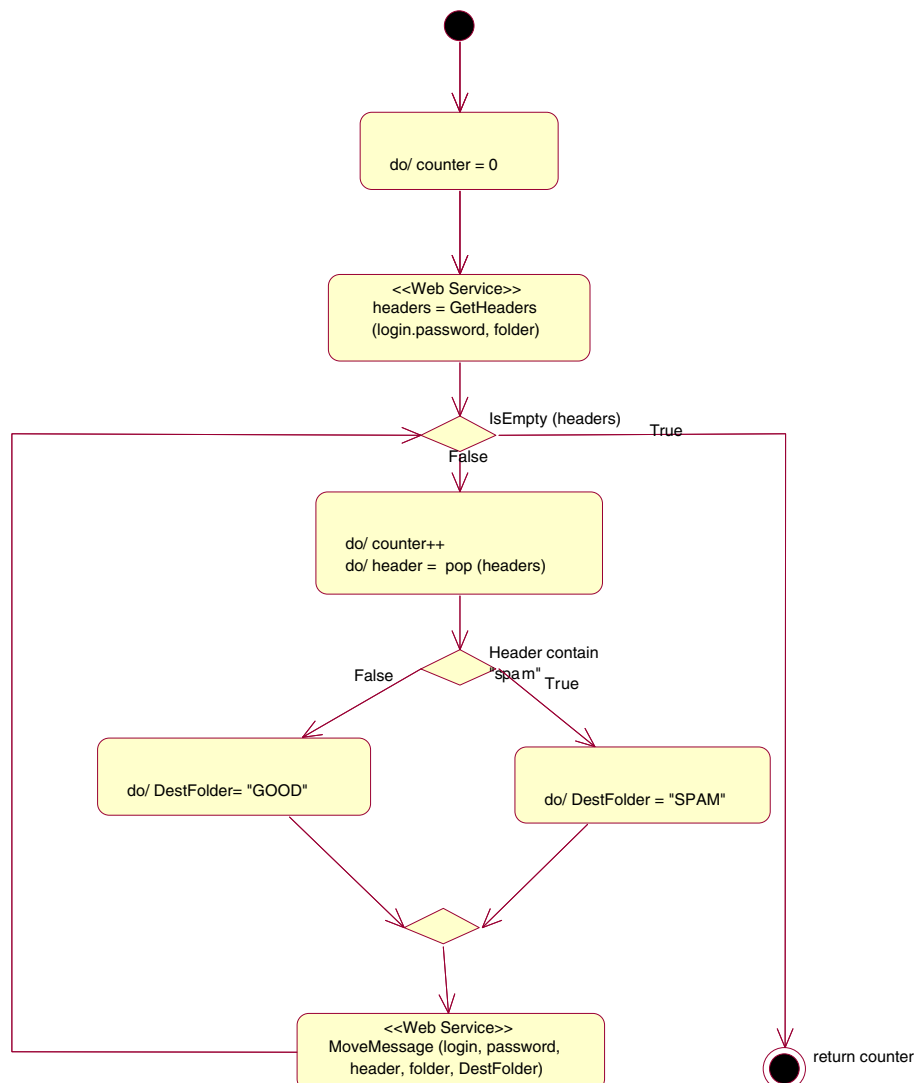 do/ counter = 0
<<Web Service>>
headers = GetHeaders
(login.password, folder)
IsEmpty (headers)
True
False
do/ counter++
do/ header =  pop (headers)
Header contain
"spam"
False
True
do/ DestFolder= "GOOD"
do/ DestFolder = "SPAM"
<<Web Service>>
MoveMessage (login, password,
header, folder, DestFolder)
return counter